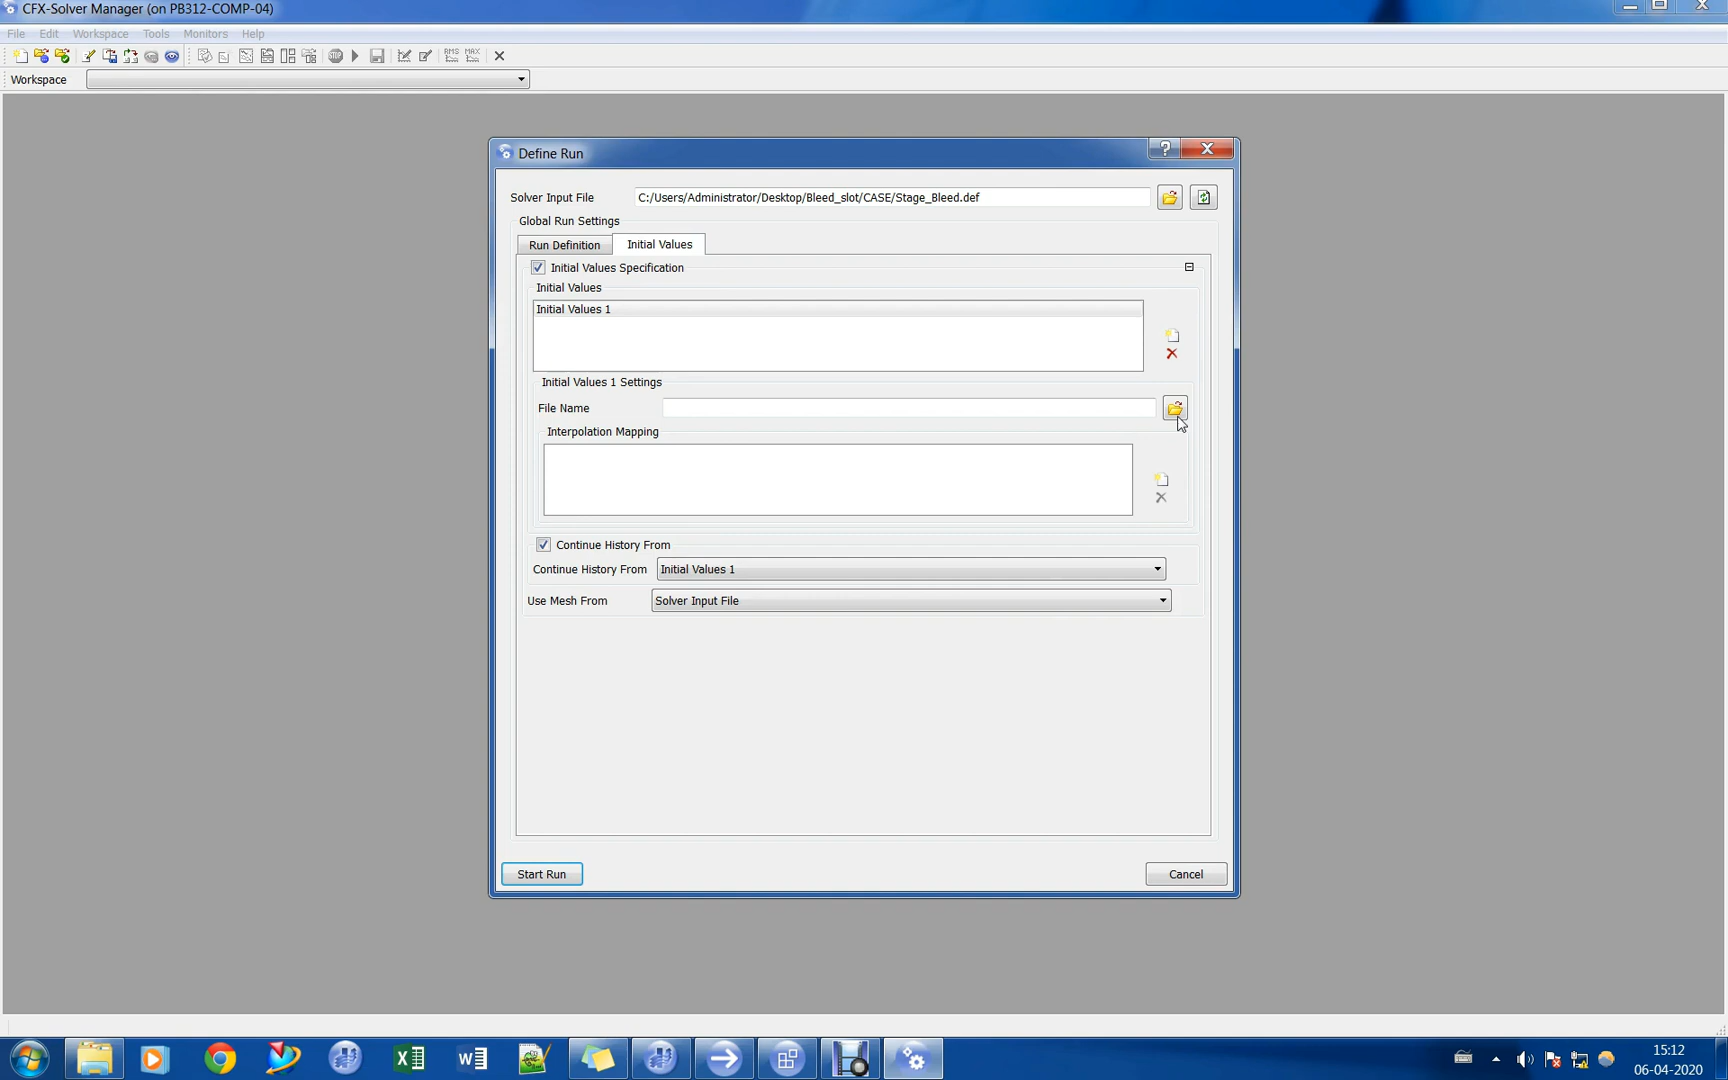 CFX-Solver Manager (on PB312-COMP-04)
File Edit Workspace Tools Monitors Help
STOP RMS MAX
Workspace
Define Run
Solver Input File C:/Users/Administrator/Desktop/Bleed_slot/CASE/Stage_Bleed.def
Global Run Settings
Run Definition Initial Values
Initial Values Specification
Initial Values
Initial Values 1
Initial Values 1 Settings
File Name
Interpolation Mapping
Continue History From
Continue History From Initial Values 1
Use Mesh From Solver Input File
Start Run Cancel
15:12
06-04-2020